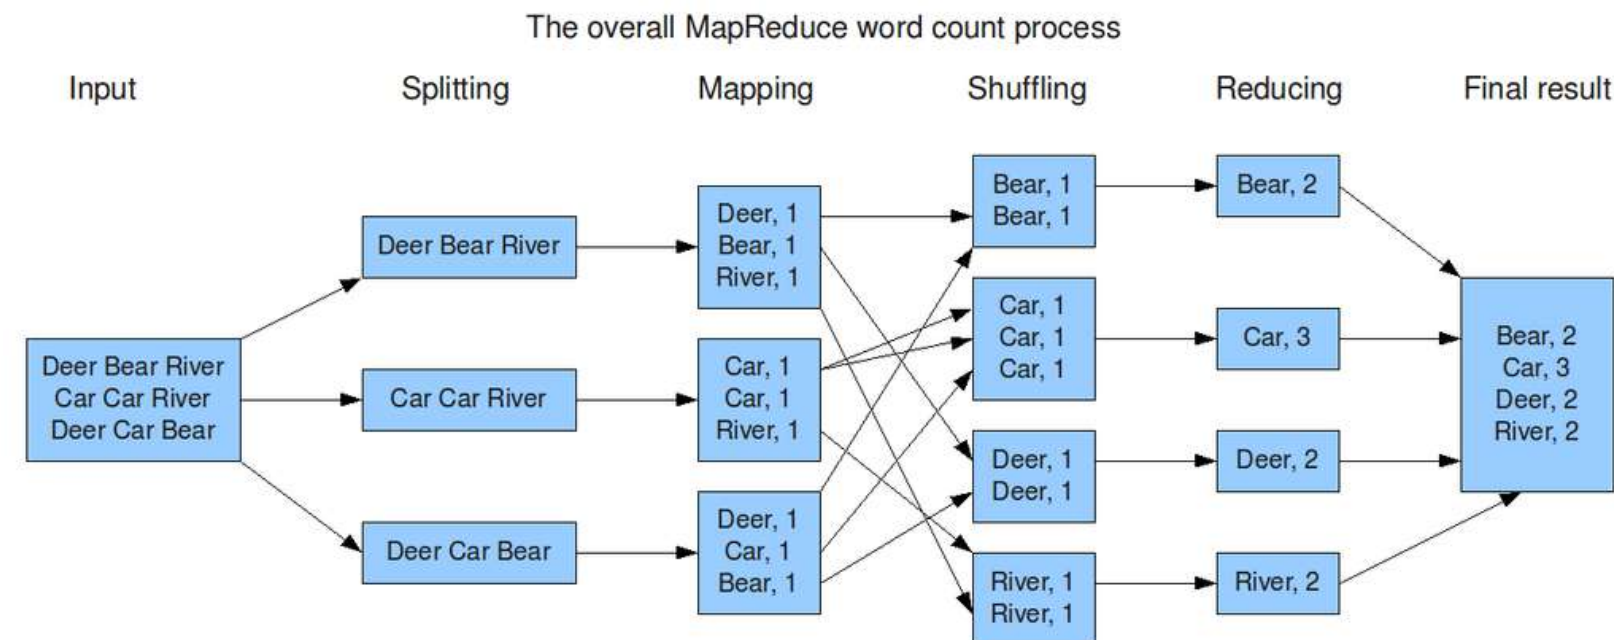 The overall MapReduce word count process
Input
Splitting
Mapping
Shuffling
Reducing
Final result
Deer Bear River
Car Car River
Deer Car Bear
Deer Bear River
Car Car River
Deer Car Bear
Deer, 1
Bear, 1
River, 1
Car, 1
Car, 1
River, 1
Deer, 1
Car, 1
Bear, 1
Bear, 1
Bear, 1
Car, 1
Car, 1
Car, 1
Deer, 1
Deer, 1
River, 1
River, 1
Bear, 2
Car, 3
Deer, 2
River, 2
Bear, 2
Car, 3
Deer, 2
River, 2